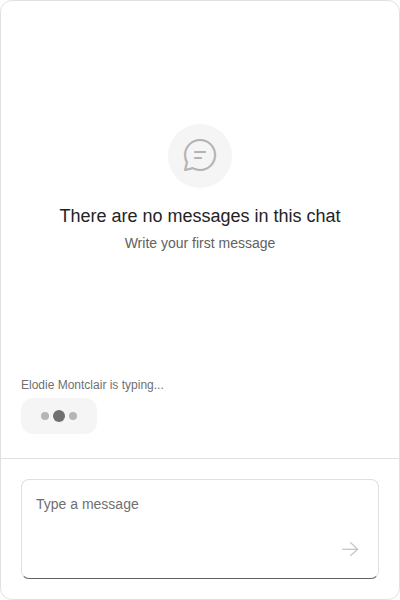 There are no messages in this chat
Write your first message
Elodie Montclair is typing...
Type a message